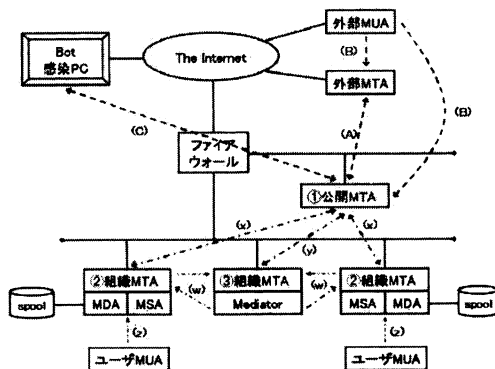 Bot
感染PC
The Internet
外部MUA
(B)
外部MTA
(B)
(A)
(C)
ファイア
ウォール
①公開MTA
(x)
(y)
(x)
②組織MTA
MDA
MSA
spool
(w)
③組織MTA
Mediator
(w)
②組織MTA
MSA
MDA
spool
(z)
(z)
ユーザMUA
ユーザMUA